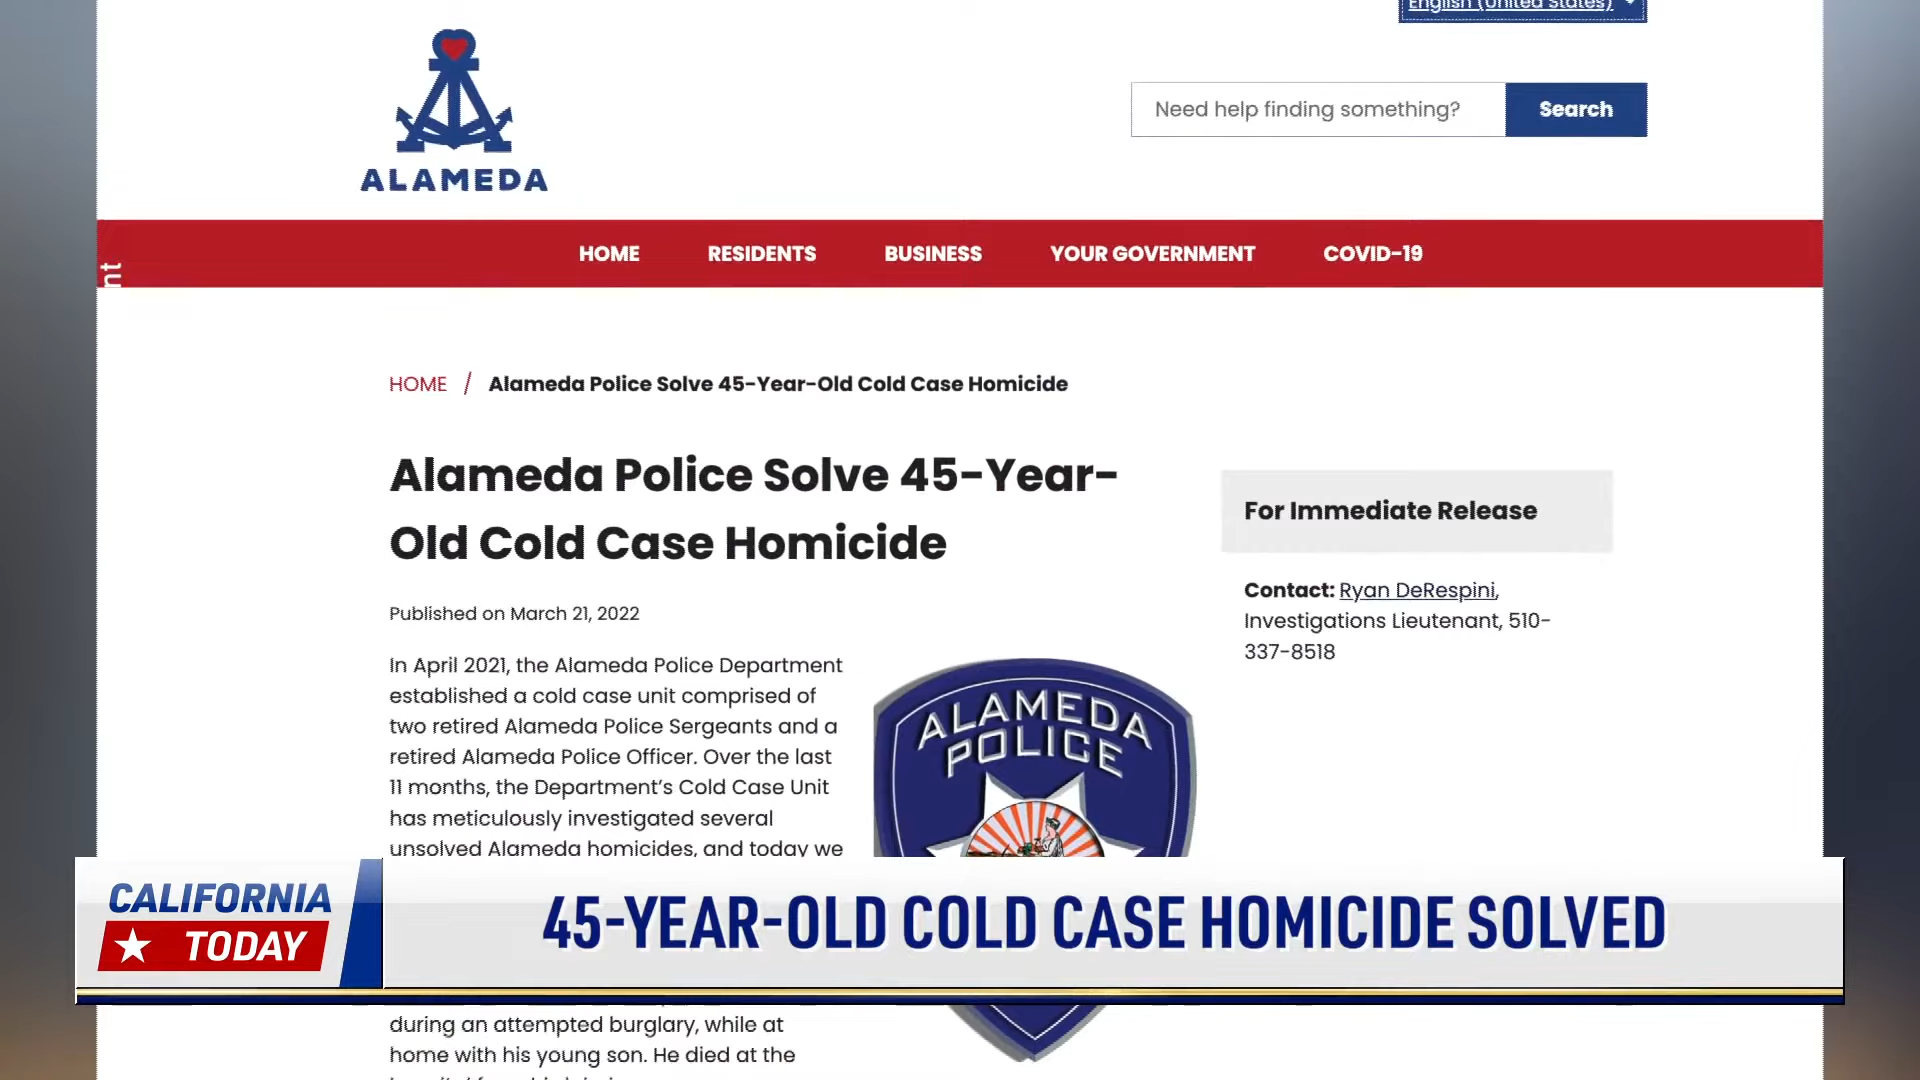 English (United States)
ALAMEDA
Need help finding something?
Search
nt
HOME RESIDENTS BUSINESS YOUR GOVERNMENT COVID-19
HOME / Alameda Police Solve 45-Year-Old Cold Case Homicide
Alameda Police Solve 45-Year-
Old Cold Case Homicide
Published on March 21, 2022
In April 2021, the Alameda Police Department
established a cold case unit comprised of
two retired Alameda Police Sergeants and a
retired Alameda Police Officer. Over the last
11 months, the Department's Cold Case Unit
has meticulously investigated several
unsolved Alameda homicides, and today we
ALAMEDA
POLICE
For Immediate Release
Contact: Ryan DeRespini,
Investigations Lieutenant, 510-
337-8518
CALIFORNIA
TODAY
45-YEAR-OLD COLD CASE HOMICIDE SOLVED
during an attempted burglary, while at
home with his young son. He died at the